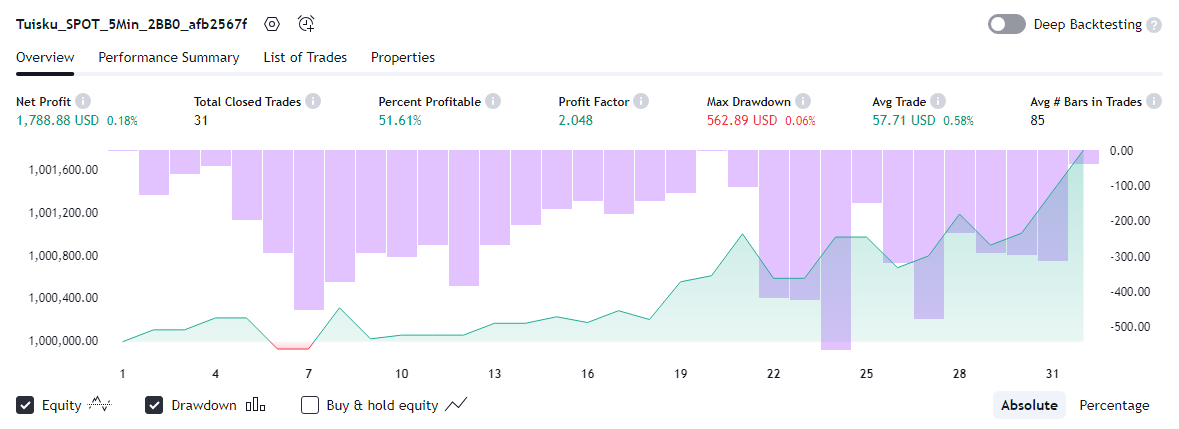 Tuisku_SPOT_5Min_2BB0_afb2567f
Deep Backtesting ?
Overview Performance Summary List of Trades Properties
Net Profit Total Closed Trades Percent Profitable Profit Factor Max Drawdown Avg Trade Avg # Bars in Trades
1,788.88 USD 0.18% 31 51.61% 2.048 562.89 USD 0.06% 57.71 USD 0.58% 85
1,001,600.00
1,001,200.00
1,000,800.00
1,000,400.00
1,000,000.00
0.00
-100.00
-200.00
-300.00
-400.00
-500.00
1 4 7 10 13 16 19 22 25 28 31
Equity Drawdown Buy & hold equity Absolute Percentage